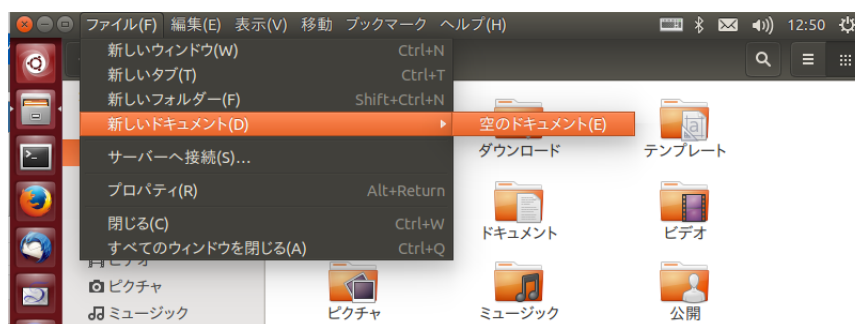 ファイル(F) 編集(E) 表示(V) 移動 ブックマーク ヘルプ(H) 12:50
新しいウィンドウ(W) Ctrl+N
新しいタブ(T) Ctrl+T
新しいフォルダー(F) Shift+Ctrl+N
新しいドキュメント(D) 空のドキュメント(E)
サーバーへ接続(S)...
プロパティ(R) Alt+Return
閉じる(C) Ctrl+W
すべてのウィンドウを閉じる(A) Ctrl+Q
ダウンロード テンプレート
ドキュメント ビデオ
ピクチャ
ミュージック
ピクチャ ミュージック 公開